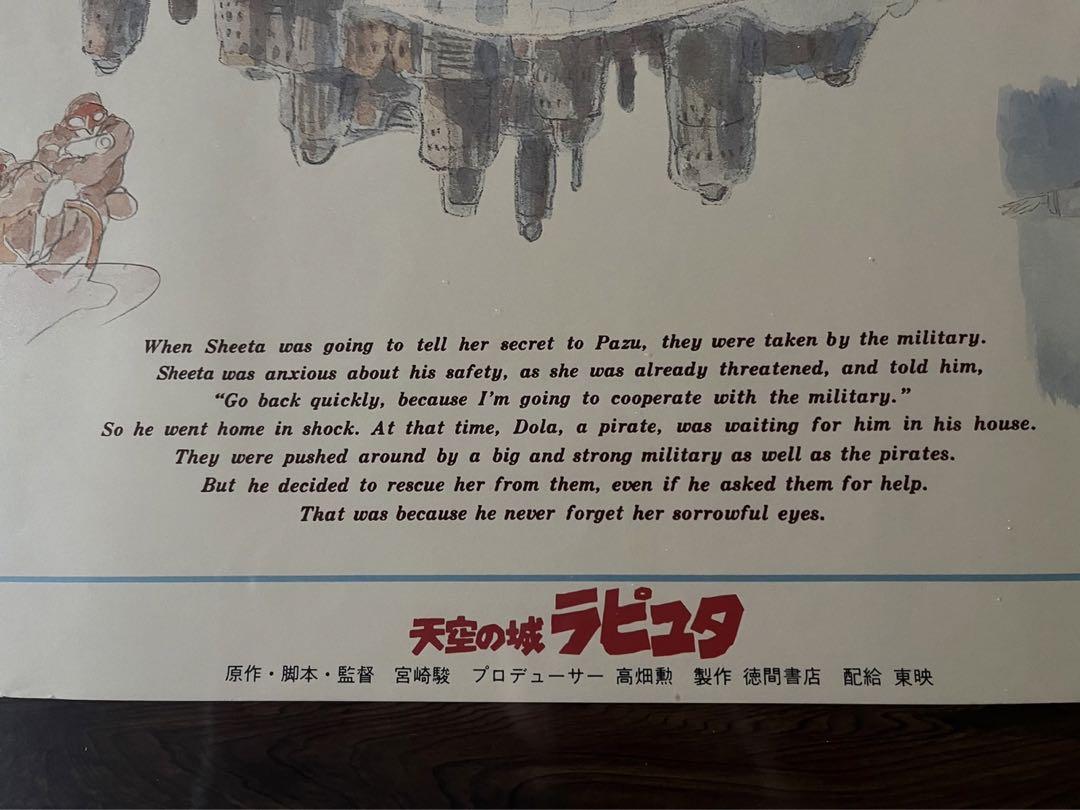 When Sheeta was going to tell her secret to Pazu, they were taken by the military.
Sheeta was anxious about his safety, as she was already threatened, and told him,
“Go back quickly, because I’m going to cooperate with the military.”
So he went home in shock. At that time, Dola, a pirate, was waiting for him in his house.
They were pushed around by a big and strong military as well as the pirates.
But he decided to rescue her from them, even if he asked them for help.
That was because he never forget her sorrowful eyes.
天空の城ラピュタ
原作・脚本・監督 宮崎駿 プロデューサー 高畑勲 製作 徳間書店 配給 東映